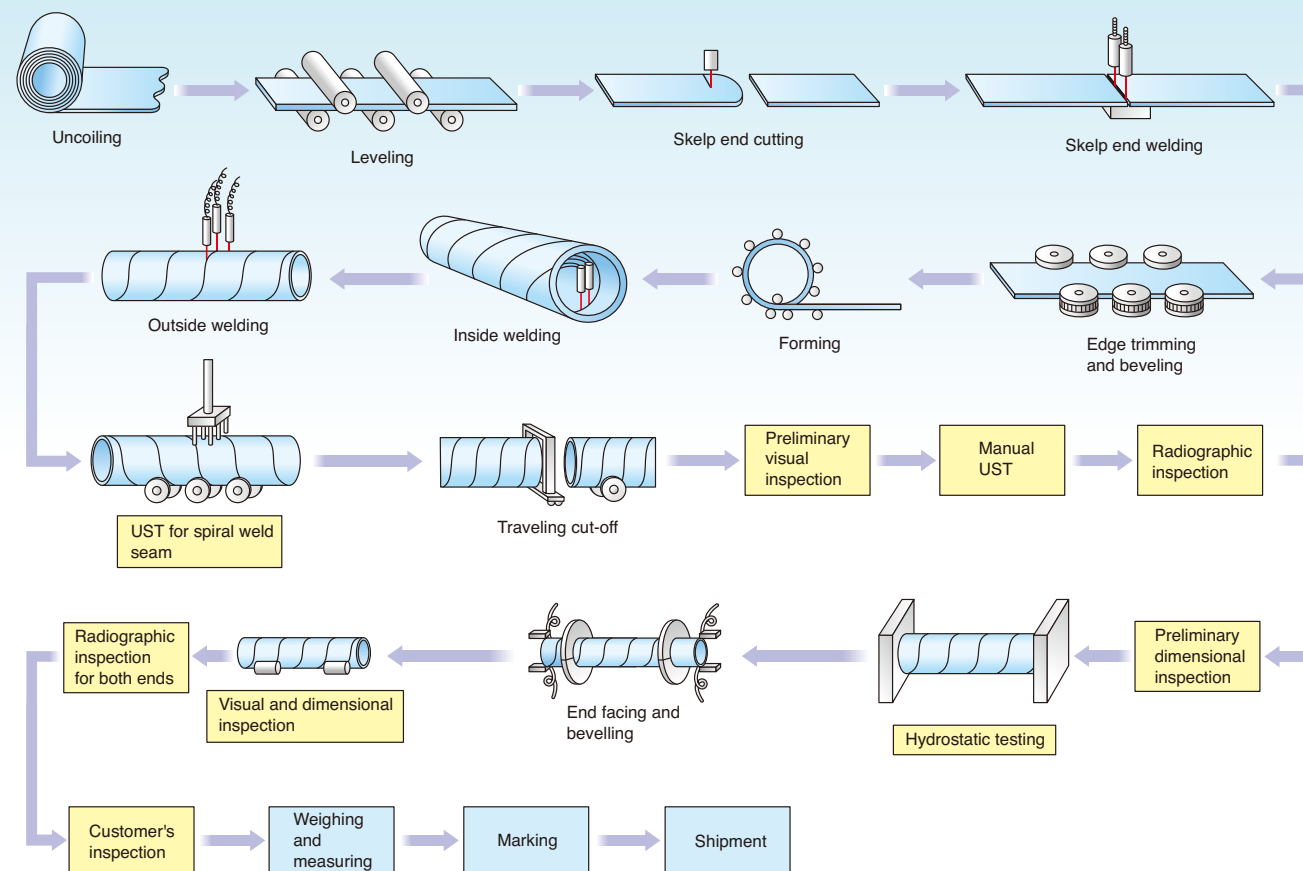 Uncoiling
Leveling
Skelp end cutting
Skelp end welding
Outside welding
Inside welding
Forming
Edge trimming
and beveling
UST for spiral weld
seam
Traveling cut-off
Preliminary
visual
inspection
Manual
UST
Radiographic
inspection
Radiographic
inspection
for both ends
Visual and dimensional
inspection
End facing and
bevelling
Hydrostatic testing
Preliminary
dimensional
inspection
Customer's
inspection
Weighing
and
measuring
Marking
Shipment